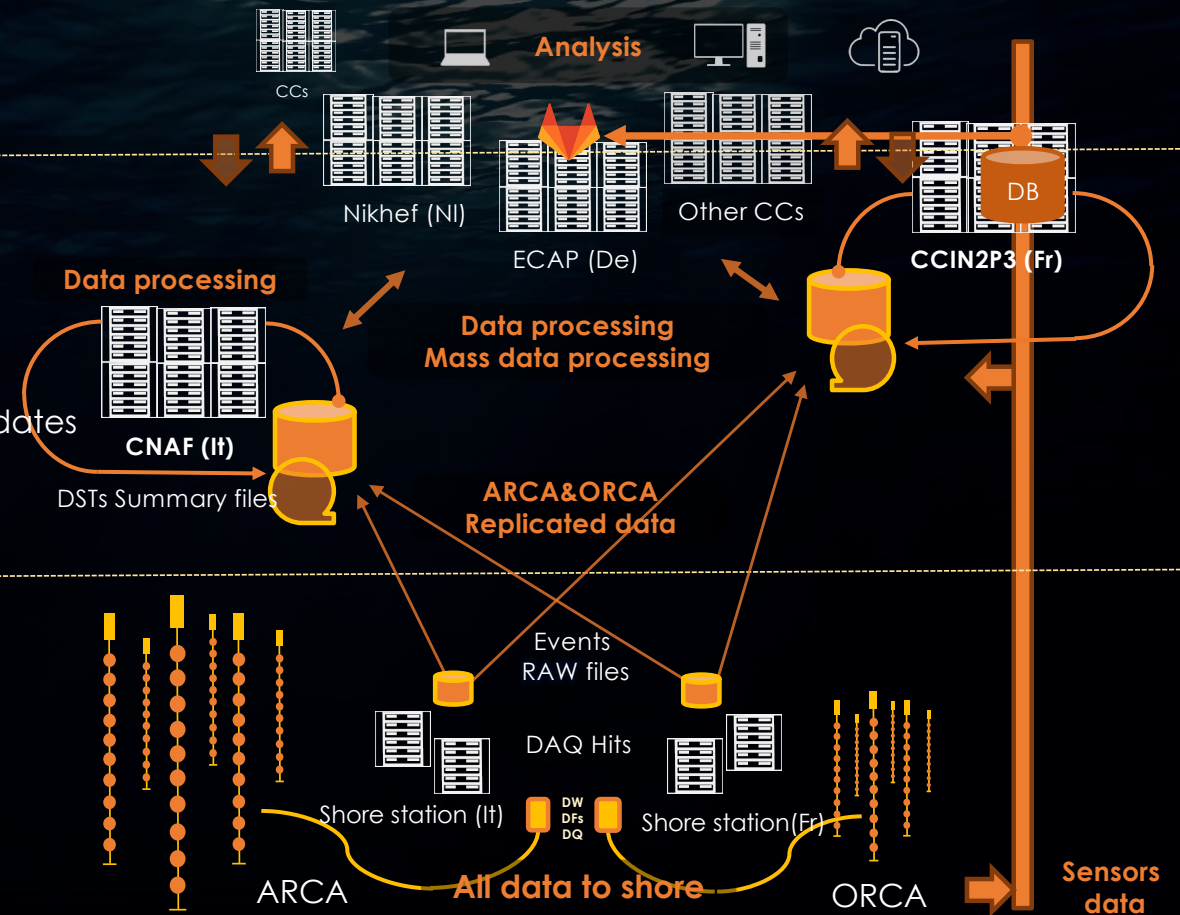 Analysis
CCs
DB
Nikhef (Nl)
Other CCs
ECAP (De)
CCIN2P3 (Fr)
Data processing
Data processing
Mass data processing
dates
CNAF (It)
DSTs Summary files
ARCA&ORCA
Replicated data
Events
RAW files
DAQ Hits
Shore station (It)
DW
DFs
DQ
Shore station(Fr)
ARCA
All data to shore
ORCA
Sensors
data